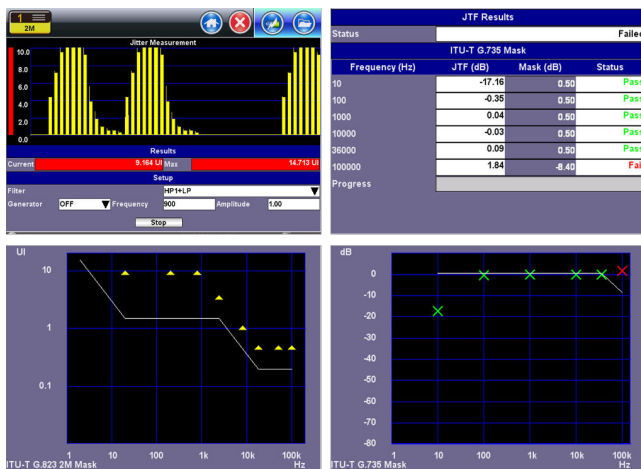 1
2M
Jitter Measurement
10.0
8.0
6.0
4.0
2.0
0.0
Results
Current 9.164 UI Max 14.713 UI
Setup
Filter HP1+LP
Generator OFF Frequency 900 Amplitude 1.00
Stop
JTF Results
Status Failed
ITU-T G.735 Mask
Frequency (Hz) JTF (dB) Mask (dB) Status
10 -17.16 0.50 Pass
100 -0.35 0.50 Pass
1000 0.04 0.50 Pass
10000 -0.03 0.50 Pass
36000 0.09 0.50 Pass
100000 1.84 -8.40 Fail
Progress
UI
10
1
0.1
1 10 100 1k 10k 100k
ITU-T G.823 2M Mask Hz
dB
0
-10
-20
-30
-40
-50
-60
-70
-80
10 100 1k 10k 100k
ITU-T G.735 Mask Hz